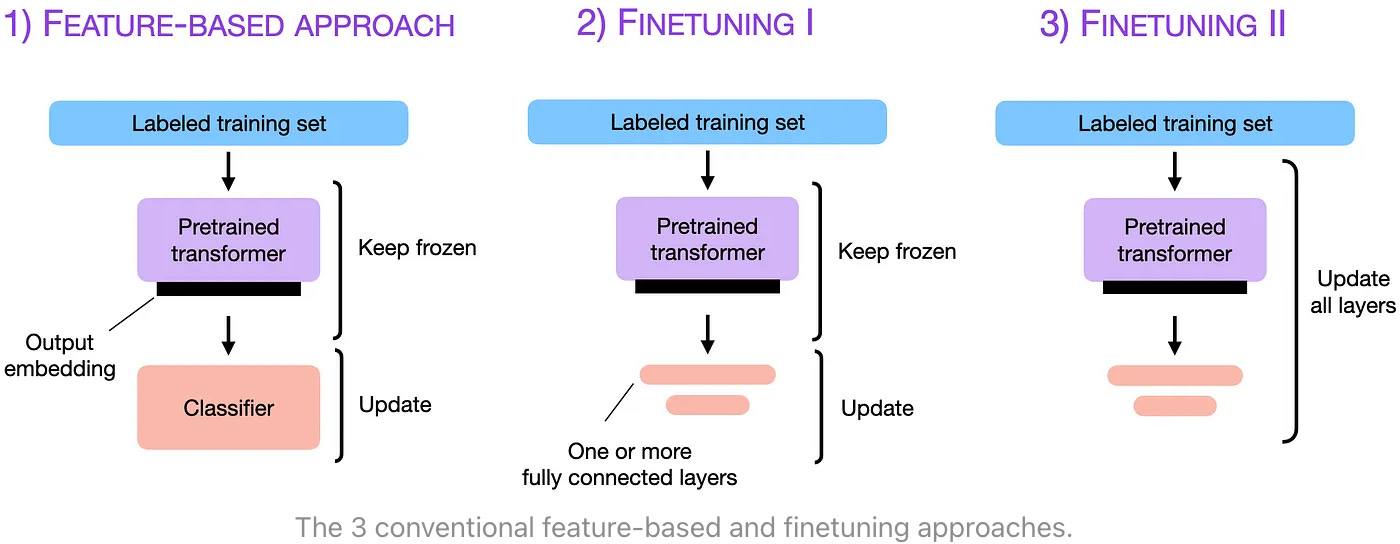 1) FEATURE-BASED APPROACH
Labeled training set
Pretrained
transformer
Keep frozen
Output
embedding
Classifier
Update
2) FINETUNING I
Labeled training set
Pretrained
transformer
Keep frozen
Update
One or more
fully connected layers
3) FINETUNING II
Labeled training set
Pretrained
transformer
Update
all layers
The 3 conventional feature-based and finetuning approaches.